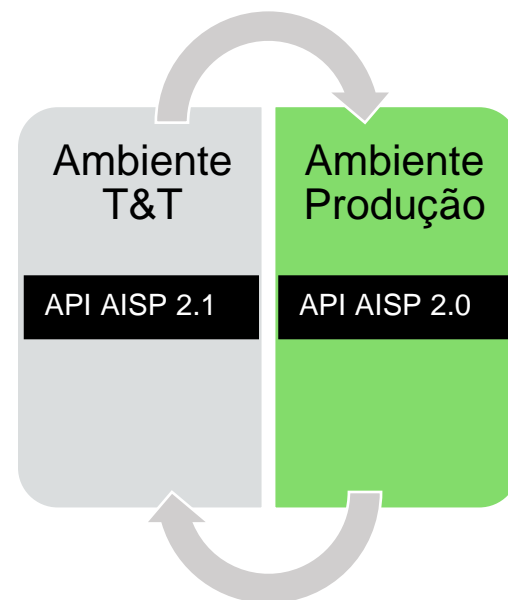 Ambiente
T&T
API AISP 2.1
Ambiente
Produção
API AISP 2.0